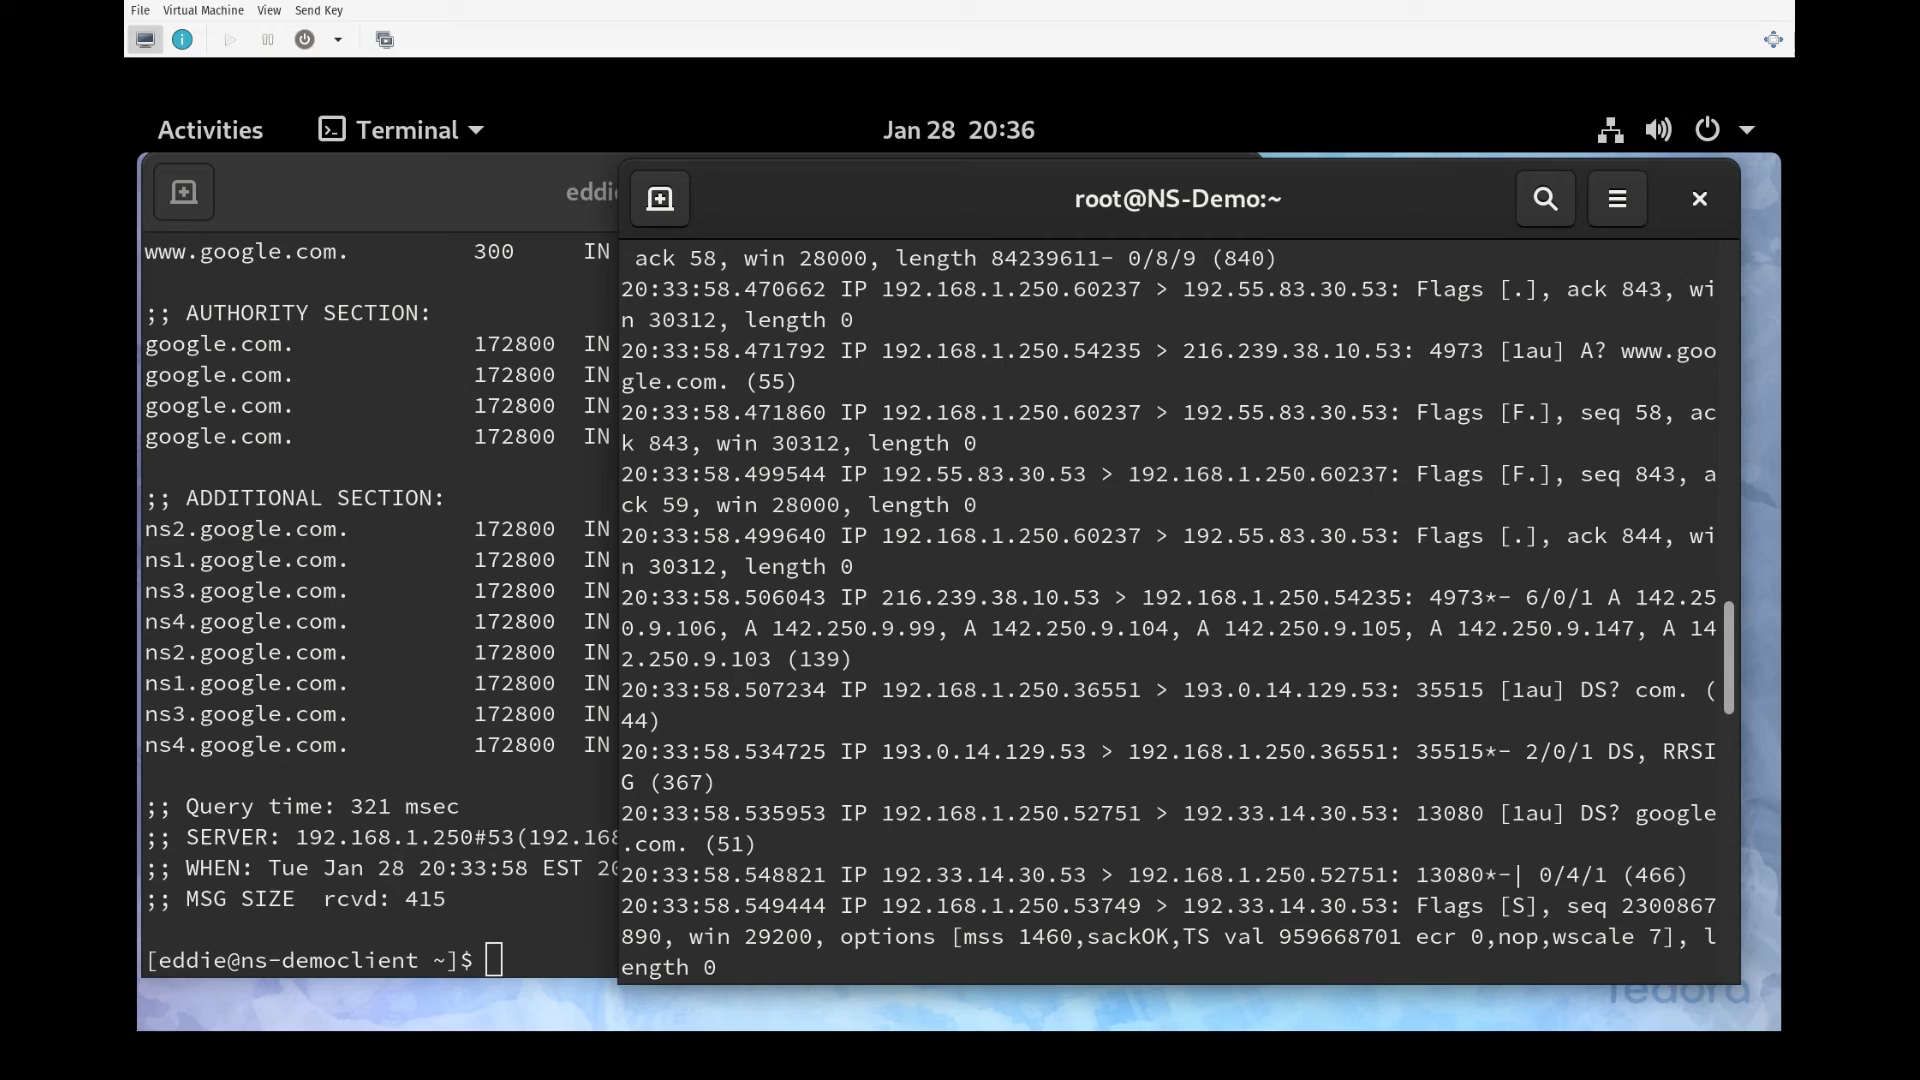 File Virtual Machine View Send Key
Activities Terminal Jan 28 20:36
eddie
www.google.com. 300 IN
;; AUTHORITY SECTION:
google.com. 172800 IN
google.com. 172800 IN
google.com. 172800 IN
google.com. 172800 IN
;; ADDITIONAL SECTION:
ns2.google.com. 172800 IN
ns1.google.com. 172800 IN
ns3.google.com. 172800 IN
ns4.google.com. 172800 IN
ns2.google.com. 172800 IN
ns1.google.com. 172800 IN
ns3.google.com. 172800 IN
ns4.google.com. 172800 IN
;; Query time: 321 msec
;; SERVER: 192.168.1.250#53(192.168
;; WHEN: Tue Jan 28 20:33:58 EST 20
;; MSG SIZE rcvd: 415
[eddie@ns-democlient ~]$
root@NS-Demo:~
ack 58, win 28000, length 84239611- 0/8/9 (840)
20:33:58.470662 IP 192.168.1.250.60237 > 192.55.83.30.53: Flags [.], ack 843, wi
n 30312, length 0
20:33:58.471792 IP 192.168.1.250.54235 > 216.239.38.10.53: 4973 [1au] A? www.goo
gle.com. (55)
20:33:58.471860 IP 192.168.1.250.60237 > 192.55.83.30.53: Flags [F.], seq 58, ac
k 843, win 30312, length 0
20:33:58.499544 IP 192.55.83.30.53 > 192.168.1.250.60237: Flags [F.], seq 843, a
ck 59, win 28000, length 0
20:33:58.499640 IP 192.168.1.250.60237 > 192.55.83.30.53: Flags [.], ack 844, wi
n 30312, length 0
20:33:58.506043 IP 216.239.38.10.53 > 192.168.1.250.54235: 4973*- 6/0/1 A 142.25
0.9.106, A 142.250.9.99, A 142.250.9.104, A 142.250.9.105, A 142.250.9.147, A 14
2.250.9.103 (139)
20:33:58.507234 IP 192.168.1.250.36551 > 193.0.14.129.53: 35515 [1au] DS? com. (
44)
20:33:58.534725 IP 193.0.14.129.53 > 192.168.1.250.36551: 35515*- 2/0/1 DS, RRSI
G (367)
20:33:58.535953 IP 192.168.1.250.52751 > 192.33.14.30.53: 13080 [1au] DS? google
.com. (51)
20:33:58.548821 IP 192.33.14.30.53 > 192.168.1.250.52751: 13080*-| 0/4/1 (466)
20:33:58.549444 IP 192.168.1.250.53749 > 192.33.14.30.53: Flags [S], seq 2300867
890, win 29200, options [mss 1460,sackOK,TS val 959668701 ecr 0,nop,wscale 7], l
ength 0
fedora